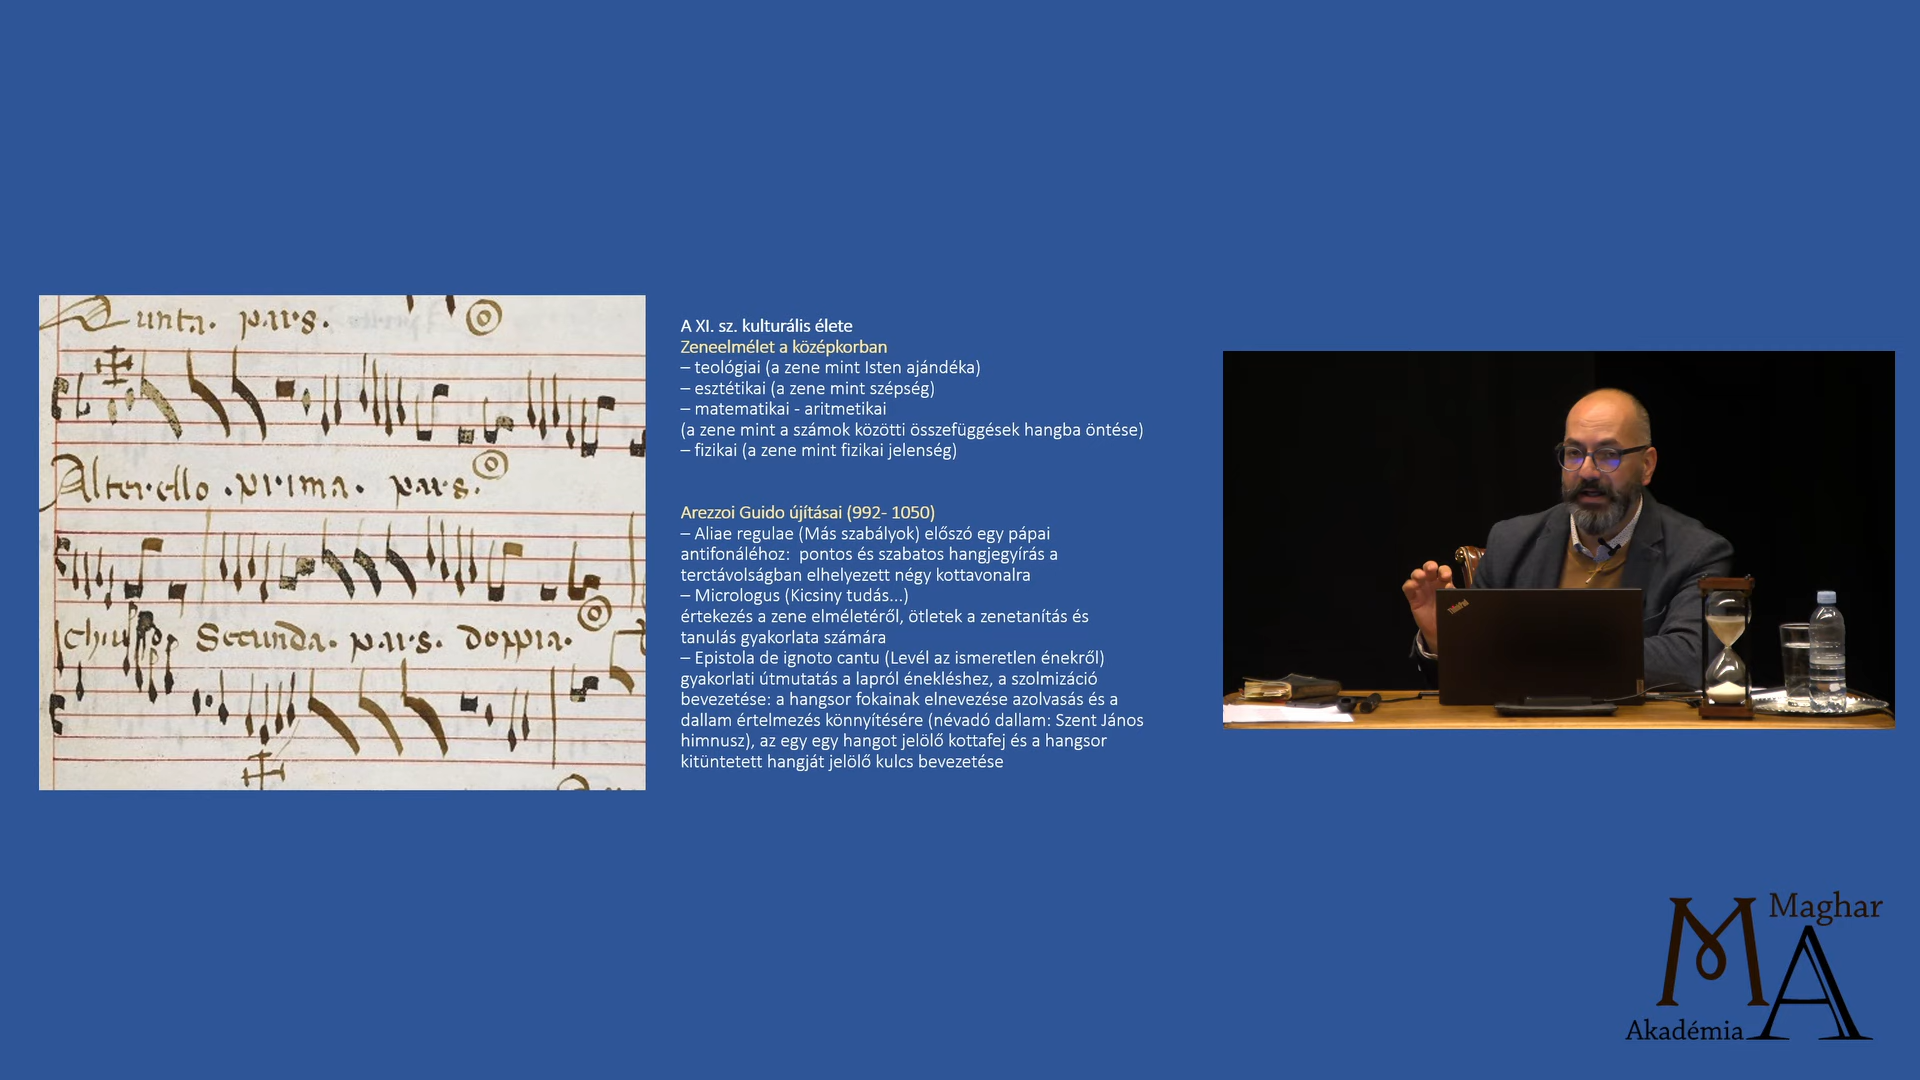 Quinta. pars.
Altercello .prima. pars.
Chiusso Secunda. pars. doppia.
A XI. sz. kulturális élete
Zeneelmélet a középkorban
– teológiai (a zene mint Isten ajándéka)
– esztétikai (a zene mint szépség)
– matematikai - aritmetikai
(a zene mint a számok közötti összefüggések hangba öntése)
– fizikai (a zene mint fizikai jelenség)
Arezzoi Guido újításai (992- 1050)
– Aliae regulae (Más szabályok) előszó egy pápai
antifonáléhoz:  pontos és szabatos hangjegyírás a
terctávolságban elhelyezett négy kottavonalra
– Micrologus (Kicsiny tudás...)
értekezés a zene elméletéről, ötletek a zenetanítás és
tanulás gyakorlata számára
– Epistola de ignoto cantu (Levél az ismeretlen énekről)
gyakorlati útmutatás a lapról énekléshez, a szolmizáció
bevezetése: a hangsor fokainak elnevezése azolvasás és a
dallam értelmezés könnyítésére (névadó dallam: Szent János
himnusz), az egy egy hangot jelölő kottafej és a hangsor
kitüntetett hangját jelölő kulcs bevezetése
ThinkPad
Maghar
MA
Akadémia